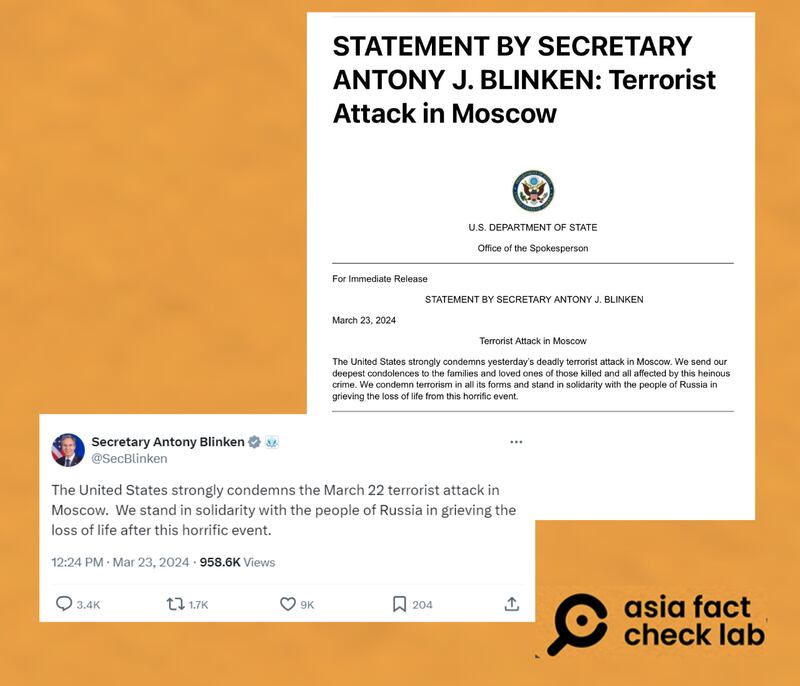 STATEMENT BY SECRETARY
ANTONY J. BLINKEN: Terrorist
Attack in Moscow
U.S. DEPARTMENT OF STATE
Office of the Spokesperson
For Immediate Release
STATEMENT BY SECRETARY ANTONY J. BLINKEN
March 23, 2024
Terrorist Attack in Moscow
The United States strongly condemns yesterday's deadly terrorist attack in Moscow. We send our
deepest condolences to the families and loved ones of those killed and all affected by this heinous
crime. We condemn terrorism in all its forms and stand in solidarity with the people of Russia in
grieving the loss of life from this horrific event.
Secretary Antony Blinken
@SecBlinken
The United States strongly condemns the March 22 terrorist attack in
Moscow. We stand in solidarity with the people of Russia in grieving the
loss of life after this horrific event.
12:24 PM · Mar 23, 2024 · 958.6K Views
3.4K 1.7K 9K 204
asia fact
check lab